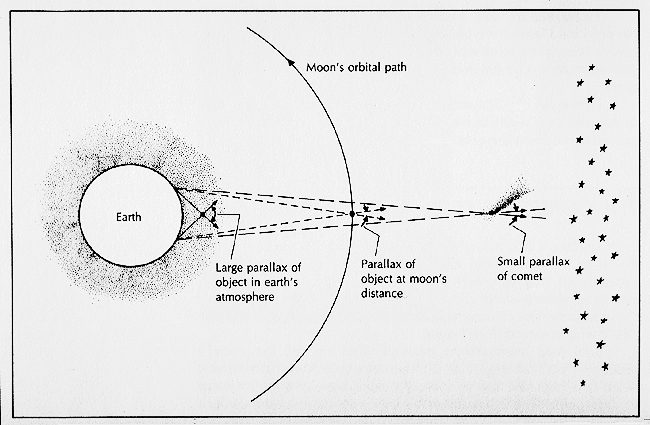 Moon's orbital path
Earth
Large parallax of
object in earth's
atmosphere
Parallax of
object at moon's
distance
Small parallax
of comet